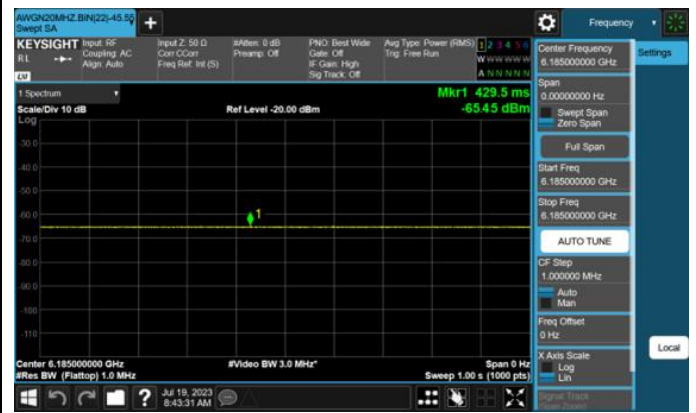 AWGN20MHZ.BIN|22|-45.55
Swept SA
KEYSIGHT
RL
Input: RF
Coupling: AC
Align: Auto
Input Z: 50 Ω
Corr CCorr
Freq Ref: Int (S)
#Atten: 0 dB
Preamp: Off
PNO: Best Wide
Gate: Off
IF Gain: High
Sig Track: Off
Avg Type: Power (RMS)
Trig: Free Run
1 2 3 4 5 6
W W W W W W
A N N N N N
1 Spectrum
Scale/Div 10 dB
Ref Level -20.00 dBm
Mkr1 429.5 ms
-65.45 dBm
Log
-30.0
-40.0
-50.0
-60.0
-70.0
-80.0
-90.0
-100
-110
1
Center 6.185000000 GHz
#Res BW (Flattop) 1.0 MHz
#Video BW 3.0 MHz*
Span 0 Hz
Sweep 1.00 s (1000 pts)
?
Jul 19, 2023
8:43:31 AM
Frequency
Settings
Center Frequency
6.185000000 GHz
Span
0.00000000 Hz
Swept Span
Zero Span
Full Span
Start Freq
6.185000000 GHz
Stop Freq
6.185000000 GHz
AUTO TUNE
CF Step
1.000000 MHz
Auto
Man
Freq Offset
0 Hz
X Axis Scale
Log
Lin
Signal Track
(Span Zoom)
Local